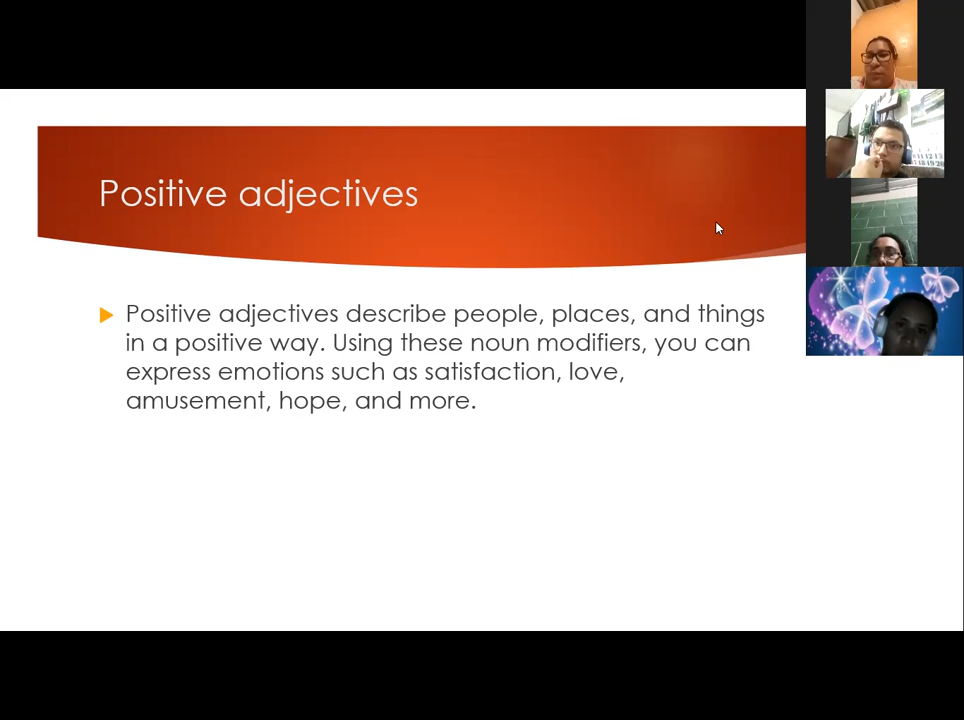 Positive adjectives
Positive adjectives describe people, places, and things
in a positive way. Using these noun modifiers, you can
express emotions such as satisfaction, love,
amusement, hope, and more.